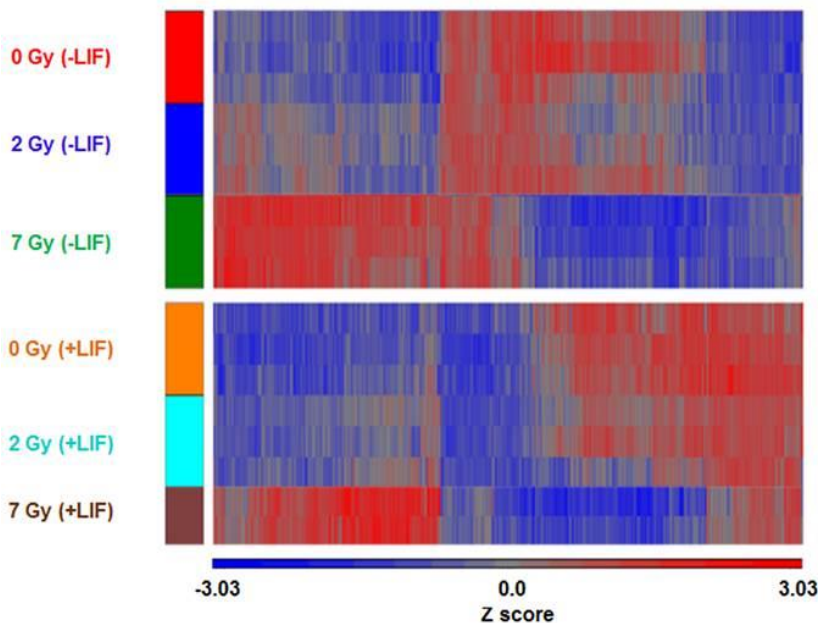 0 Gy (-LIF)
2 Gy (-LIF)
7 Gy (-LIF)
0 Gy (+LIF)
2 Gy (+LIF)
7 Gy (+LIF)
-3.03 0.0 3.03
Z score